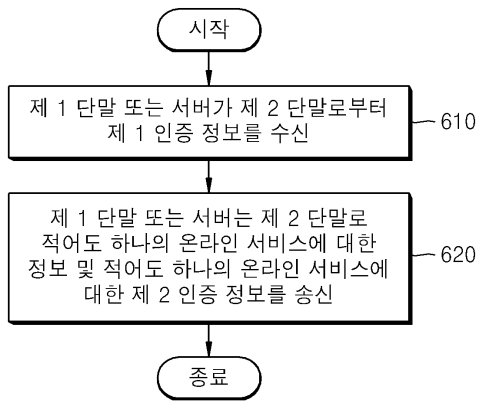 시작
제 1 단말 또는 서버가 제 2 단말로부터
제 1 인증 정보를 수신
610
제 1 단말 또는 서버는 제 2 단말로
적어도 하나의 온라인 서비스에 대한
정보 및 적어도 하나의 온라인 서비스에
대한 제 2 인증 정보를 송신
620
종료